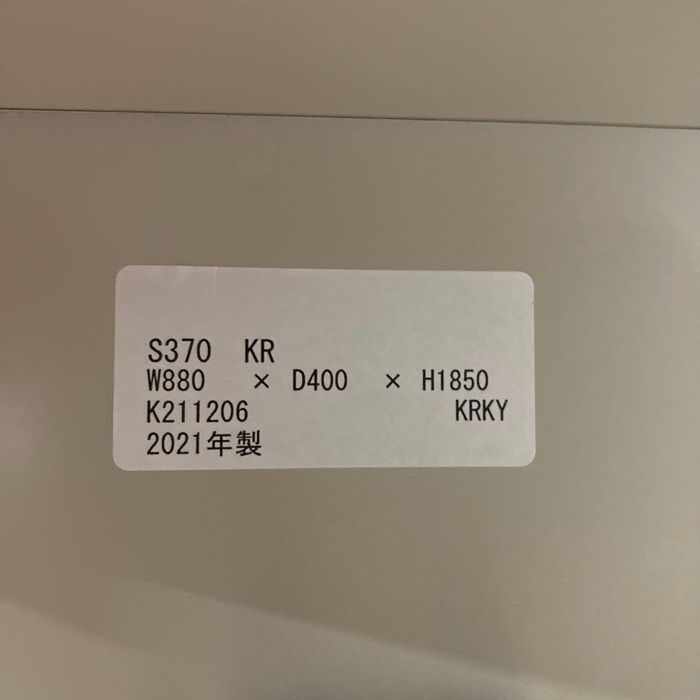 S370 KR
W880 × D400 × H1850
K211206 KRKY
2021年製